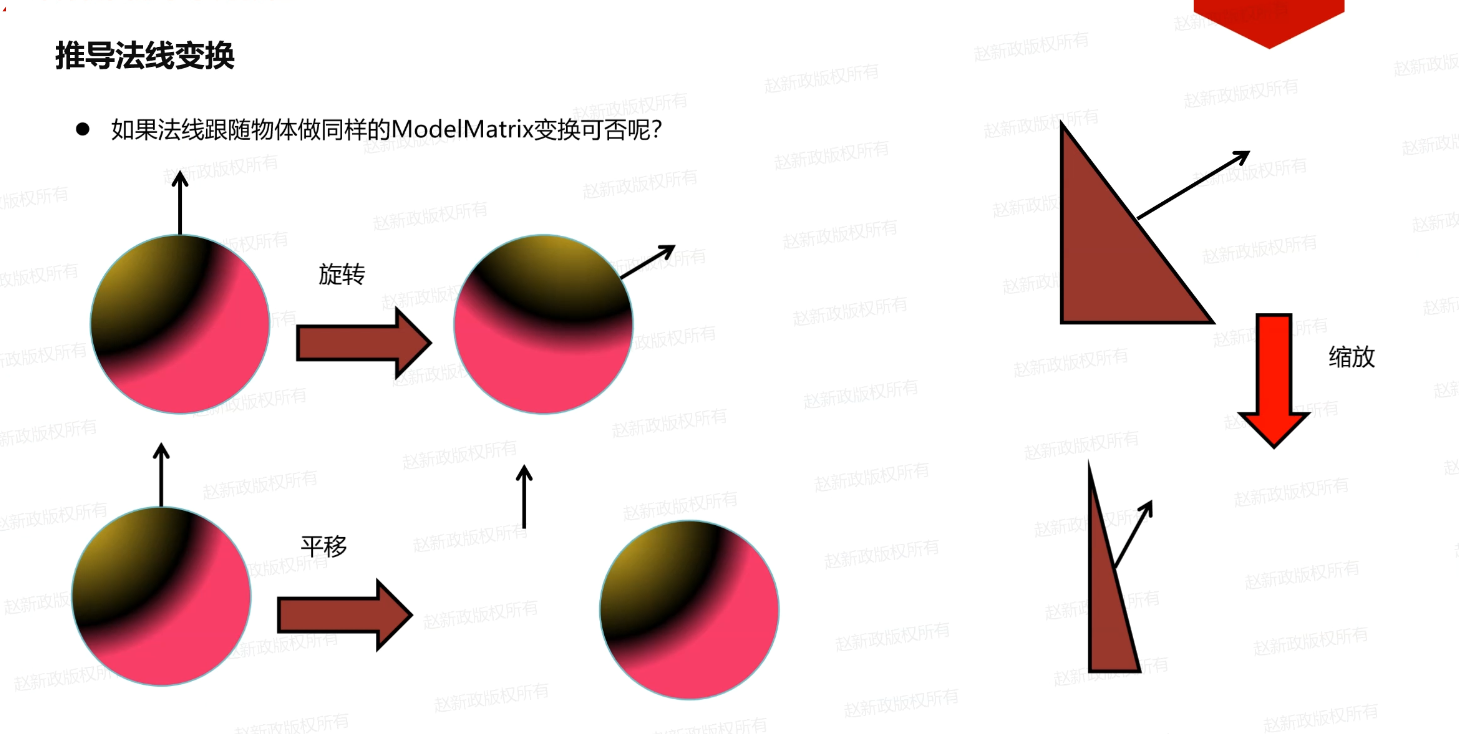 推导法线变换
● 如果法线跟随物体做同样的ModelMatrix变换可否呢？
旋转
缩放
平移
赵新政版权所有